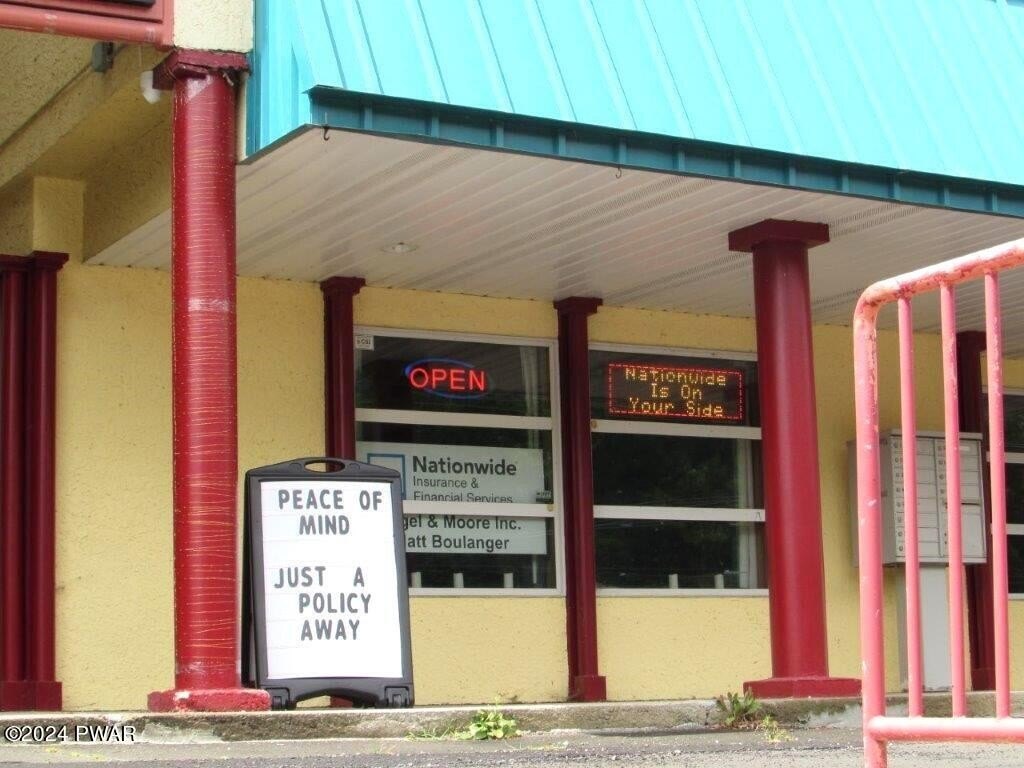 OPEN
Nationwide
Is On
Your Side
Nationwide
Insurance &
Financial Services
gel & Moore Inc.
att Boulanger
PEACE OF
MIND
JUST A
POLICY
AWAY
©2024 PWAR